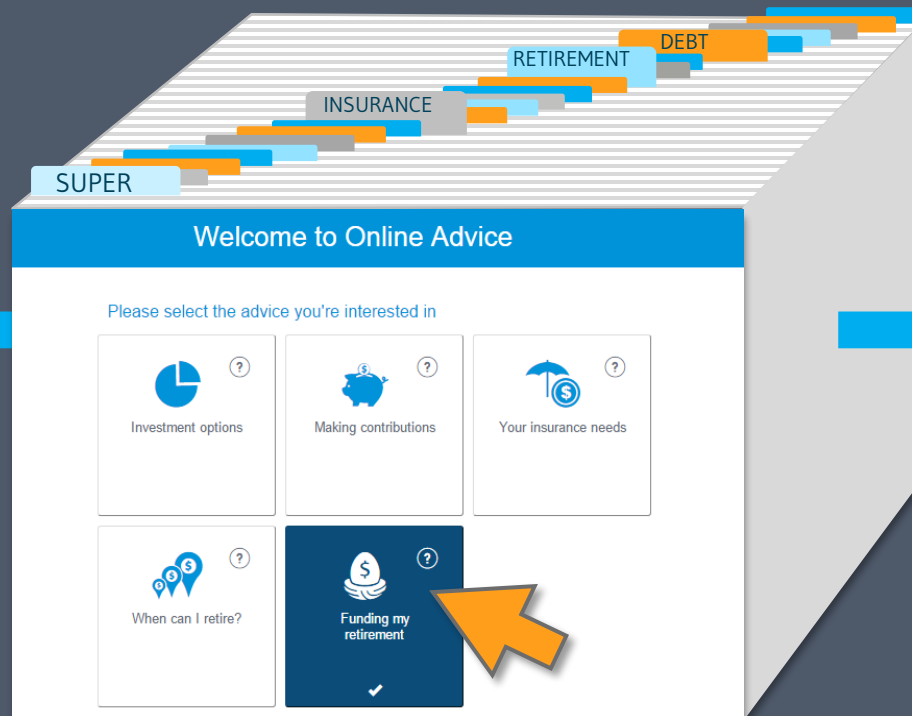 DEBT
RETIREMENT
INSURANCE
SUPER
Welcome to Online Advice
Please select the advice you're interested in
?
Investment options
?
$
Making contributions
?
$
Your insurance needs
?
$ $ $
When can I retire?
?
$
Funding my
retirement